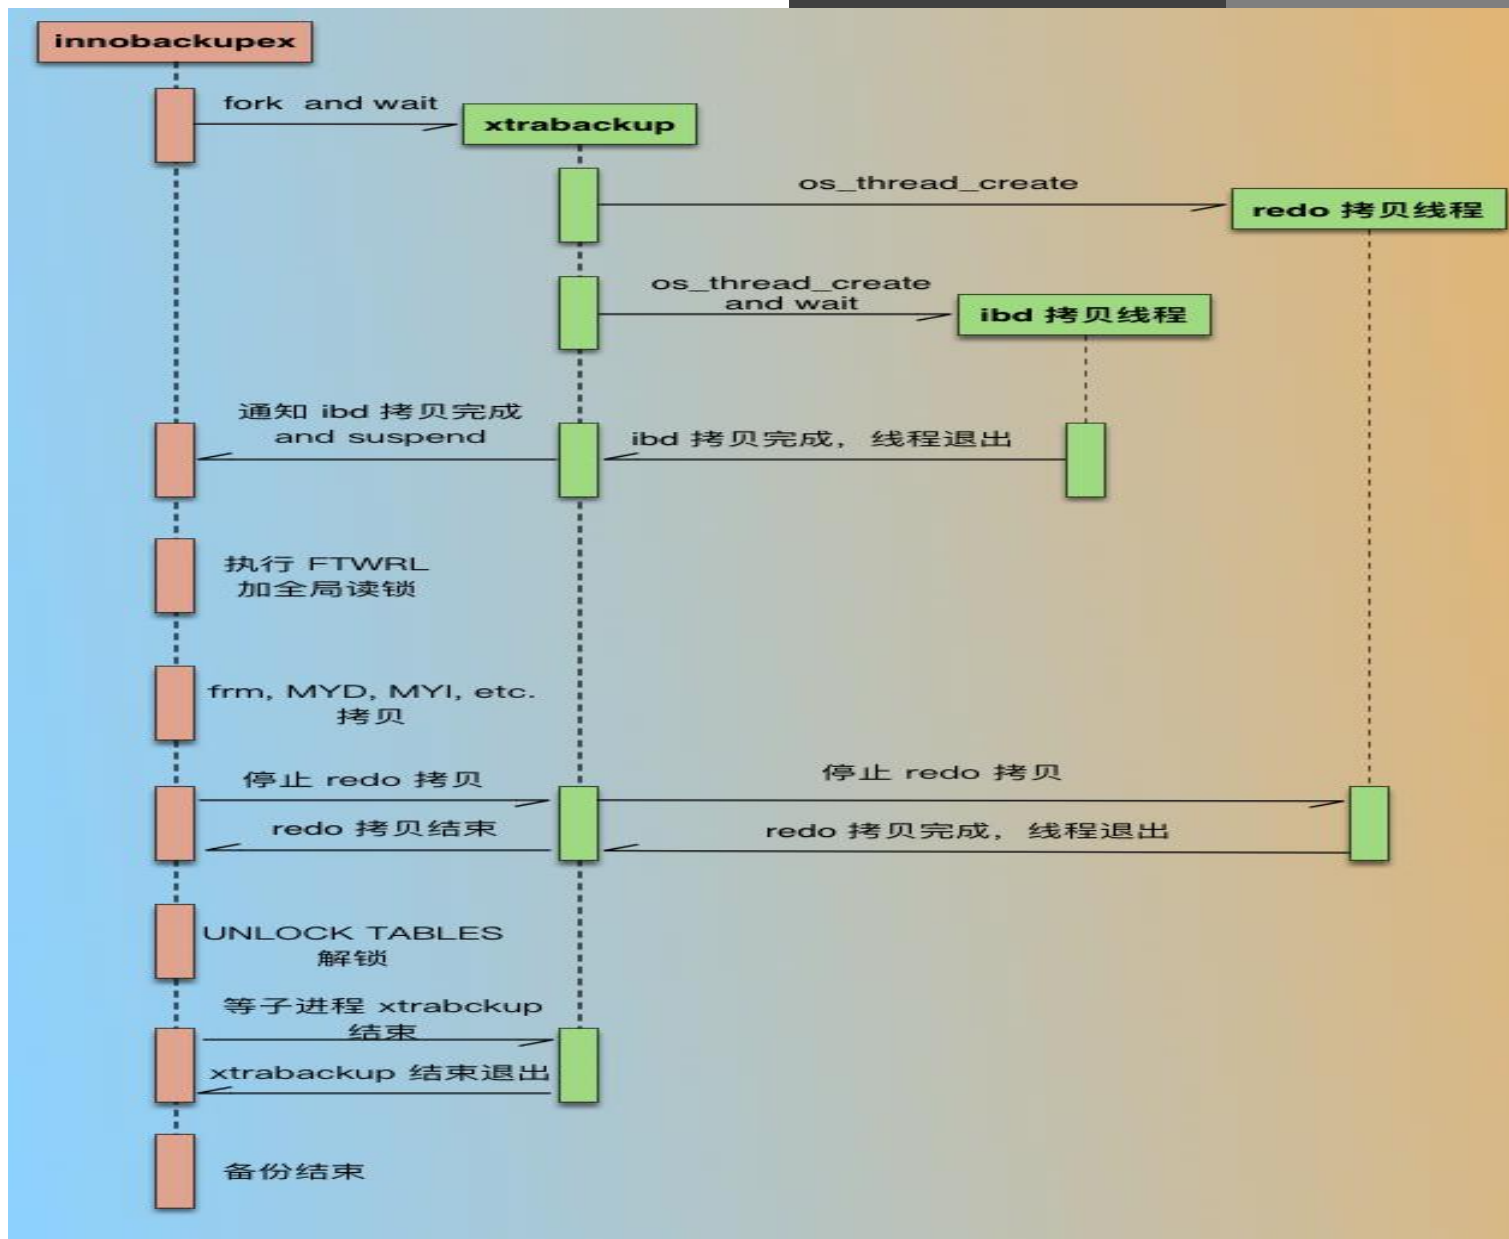 innobackupex
fork and wait
xtrabackup
os_thread_create
redo 拷贝线程
os_thread_create
and wait
ibd 拷贝线程
通知 ibd 拷贝完成
and suspend
ibd 拷贝完成，线程退出
执行 FTWRL
加全局读锁
frm, MYD, MYI, etc.
拷贝
停止 redo 拷贝
停止 redo 拷贝
redo 拷贝结束
redo 拷贝完成，线程退出
UNLOCK TABLES
解锁
等子进程 xtrabckup
结束
xtrabackup 结束退出
备份结束